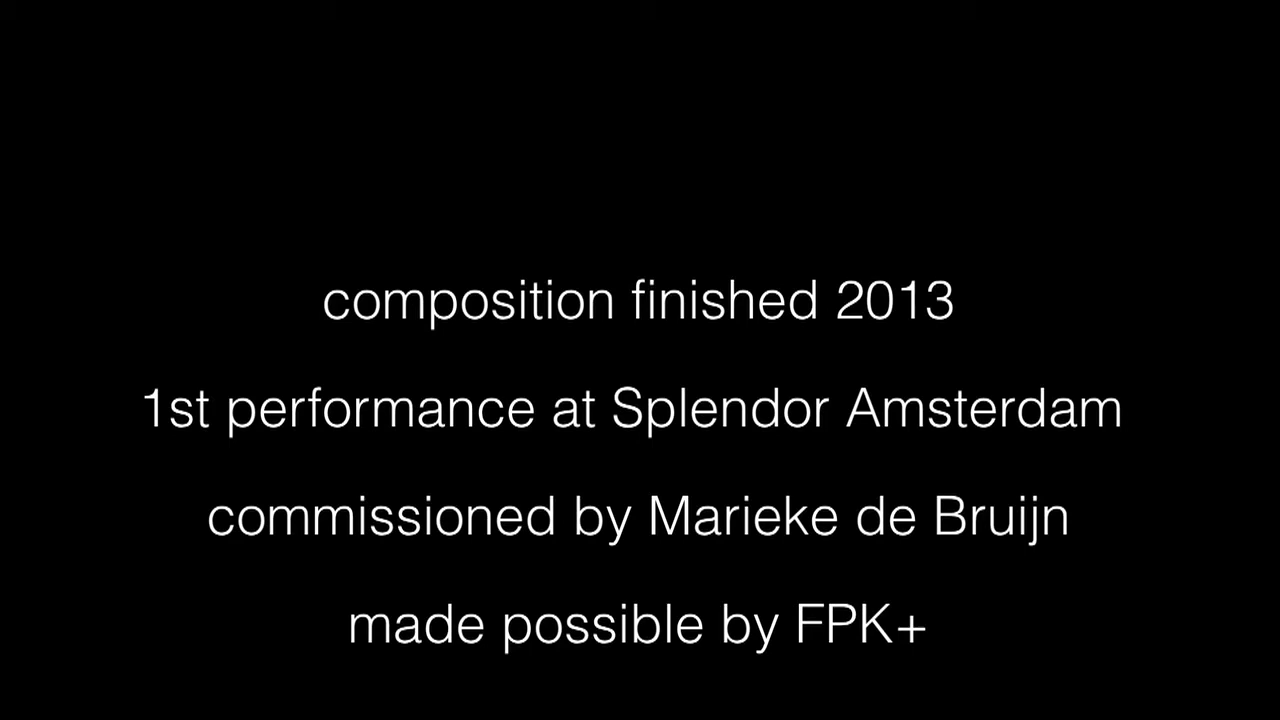 composition finished 2013
1st performance at Splendor Amsterdam
commissioned by Marieke de Bruijn
made possible by FPK+